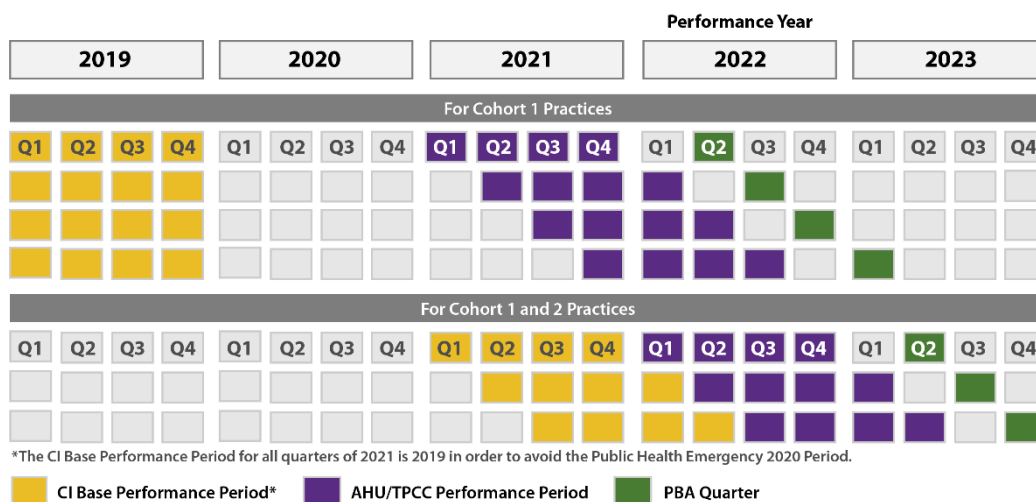 Performance Year
2019 2020 2021 2022 2023
For Cohort 1 Practices
Q1 Q2 Q3 Q4 Q1 Q2 Q3 Q4 Q1 Q2 Q3 Q4 Q1 Q2 Q3 Q4 Q1 Q2 Q3 Q4
For Cohort 1 and 2 Practices
Q1 Q2 Q3 Q4 Q1 Q2 Q3 Q4 Q1 Q2 Q3 Q4 Q1 Q2 Q3 Q4 Q1 Q2 Q3 Q4
*The CI Base Performance Period for all quarters of 2021 is 2019 in order to avoid the Public Health Emergency 2020 Period.
CI Base Performance Period* AHU/TPCC Performance Period PBA Quarter